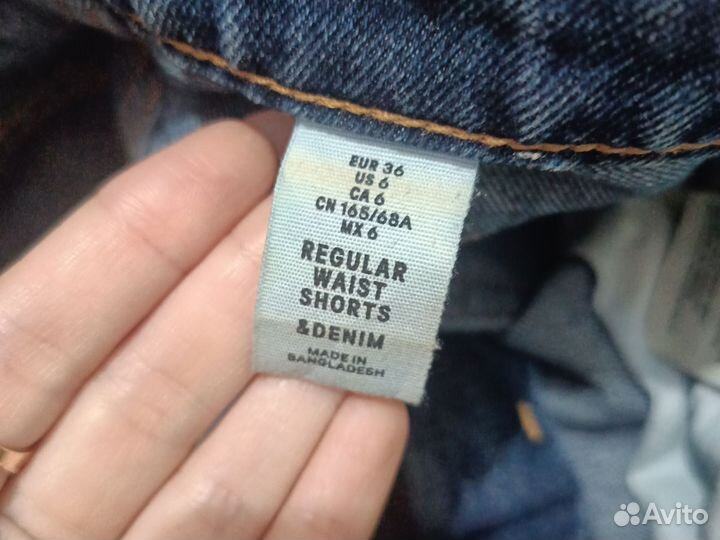 EUR 36
US 6
CA 6
CN 165/68A
MX 6
REGULAR
WAIST
SHORTS
&DENIM
MADE IN
BANGLADESH
Avito